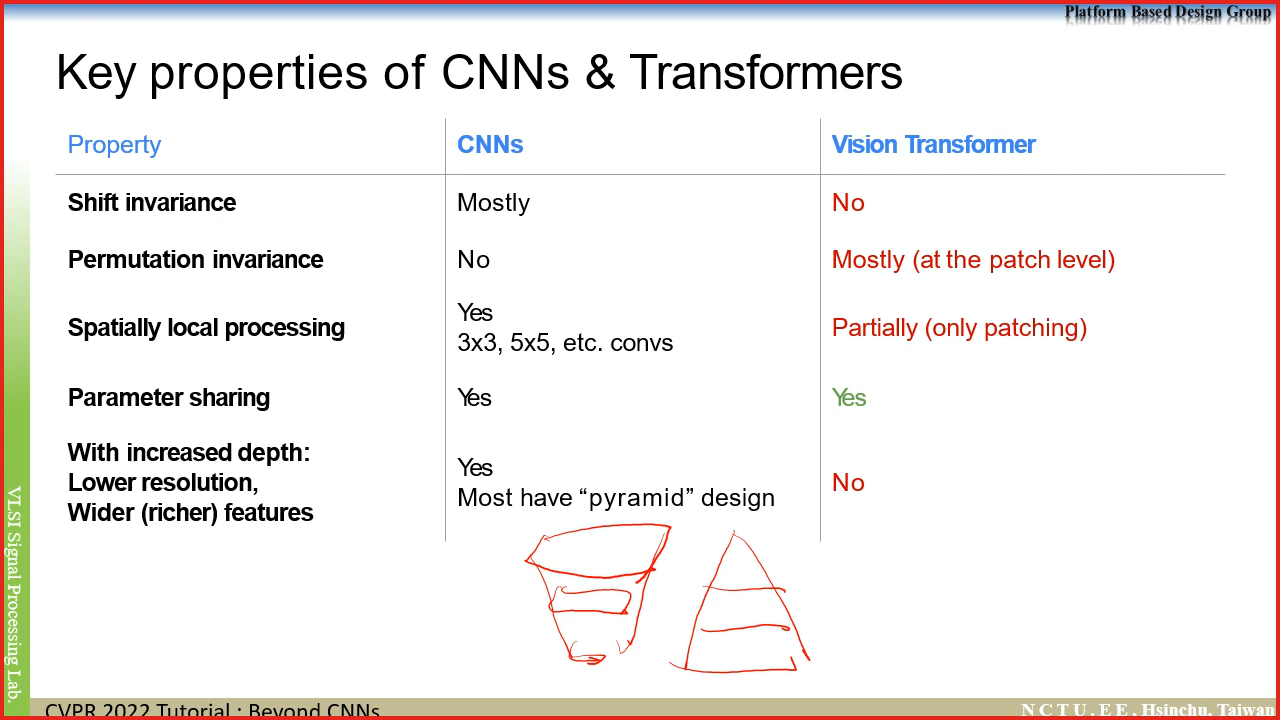 Platform Based Design Group
Key properties of CNNs & Transformers
Property CNNs Vision Transformer
Shift invariance Mostly No
Permutation invariance No Mostly (at the patch level)
Spatially local processing Yes
3x3, 5x5, etc. convs Partially (only patching)
Parameter sharing Yes Yes
With increased depth:
Lower resolution,
Wider (richer) features
Yes
Most have “pyramid” design
No
VLSI Signal Processing Lab.
CVPR 2022 Tutorial : Beyond CNNs
N C T U . E E , Hsinchu, Taiwan